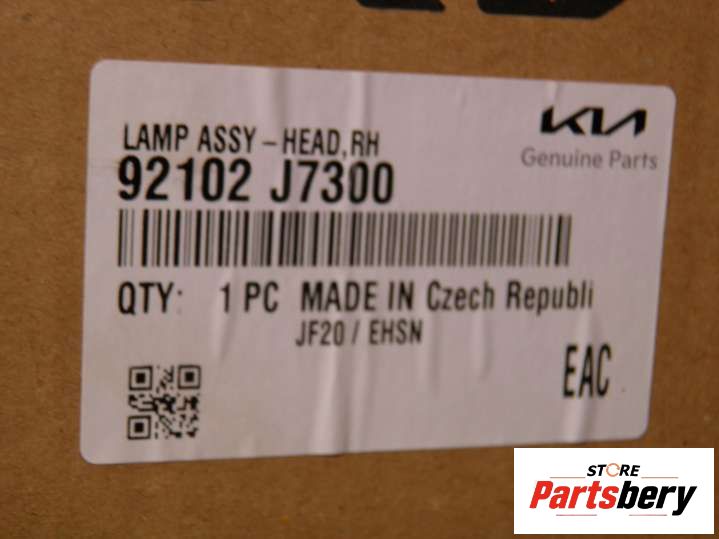 LAMP ASSY - HEAD, RH
92102 J7300
KIA
Genuine Parts
QTY: 1 PC MADE IN Czech Republi
JF20 / EHSN
EAC
STORE
Partsbery